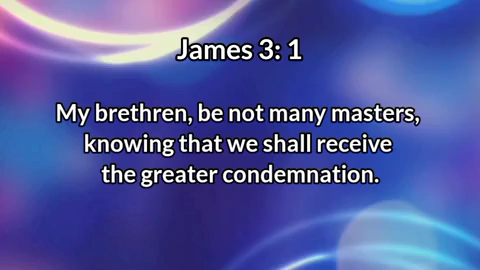 James 3: 1
My brethren, be not many masters,
knowing that we shall receive
the greater condemnation.